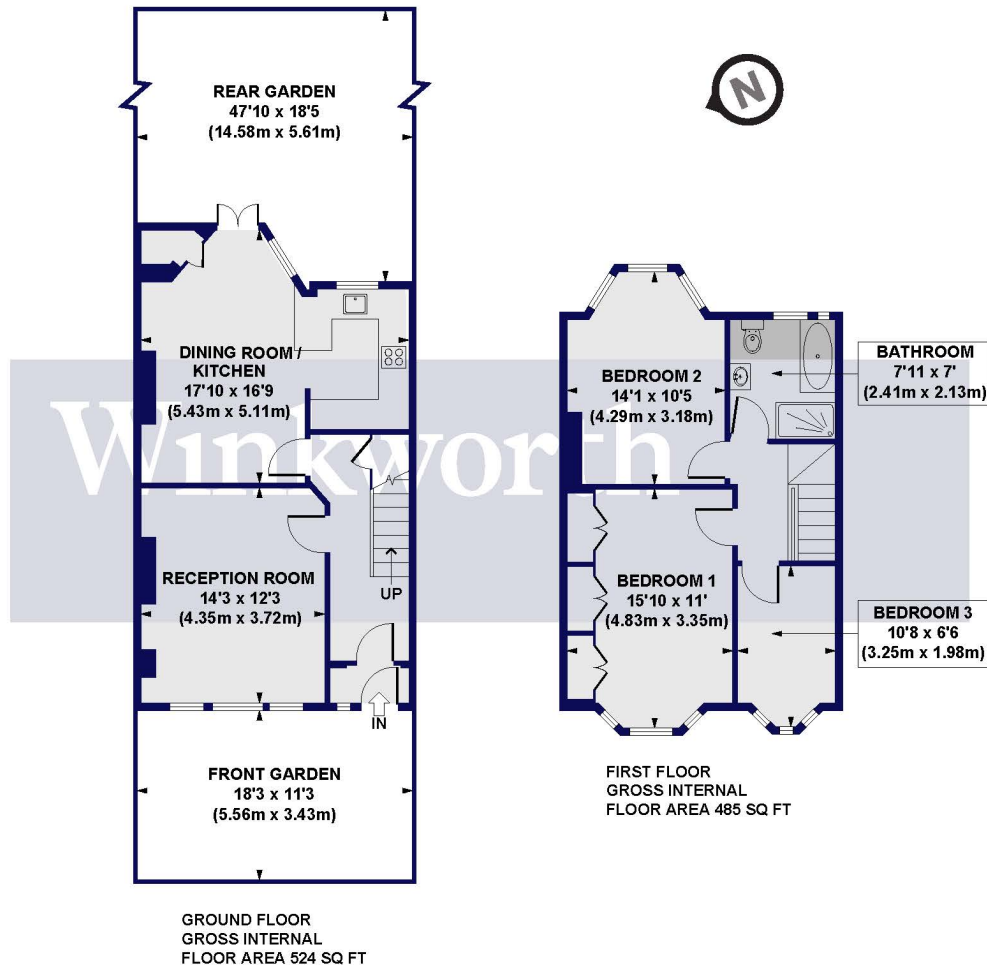 REAR GARDEN
47'10 x 18'5
(14.58m x 5.61m)
N
DINING ROOM /
KITCHEN
17'10 x 16'9
(5.43m x 5.11m)
Winkworth
RECEPTION ROOM
14'3 x 12'3
(4.35m x 3.72m)
UP
IN
FRONT GARDEN
18'3 x 11'3
(5.56m x 3.43m)
GROUND FLOOR
GROSS INTERNAL
FLOOR AREA 524 SQ FT
BEDROOM 2
14'1 x 10'5
(4.29m x 3.18m)
BATHROOM
7'11 x 7'
(2.41m x 2.13m)
BEDROOM 1
15'10 x 11'
(4.83m x 3.35m)
BEDROOM 3
10'8 x 6'6
(3.25m x 1.98m)
FIRST FLOOR
GROSS INTERNAL
FLOOR AREA 485 SQ FT